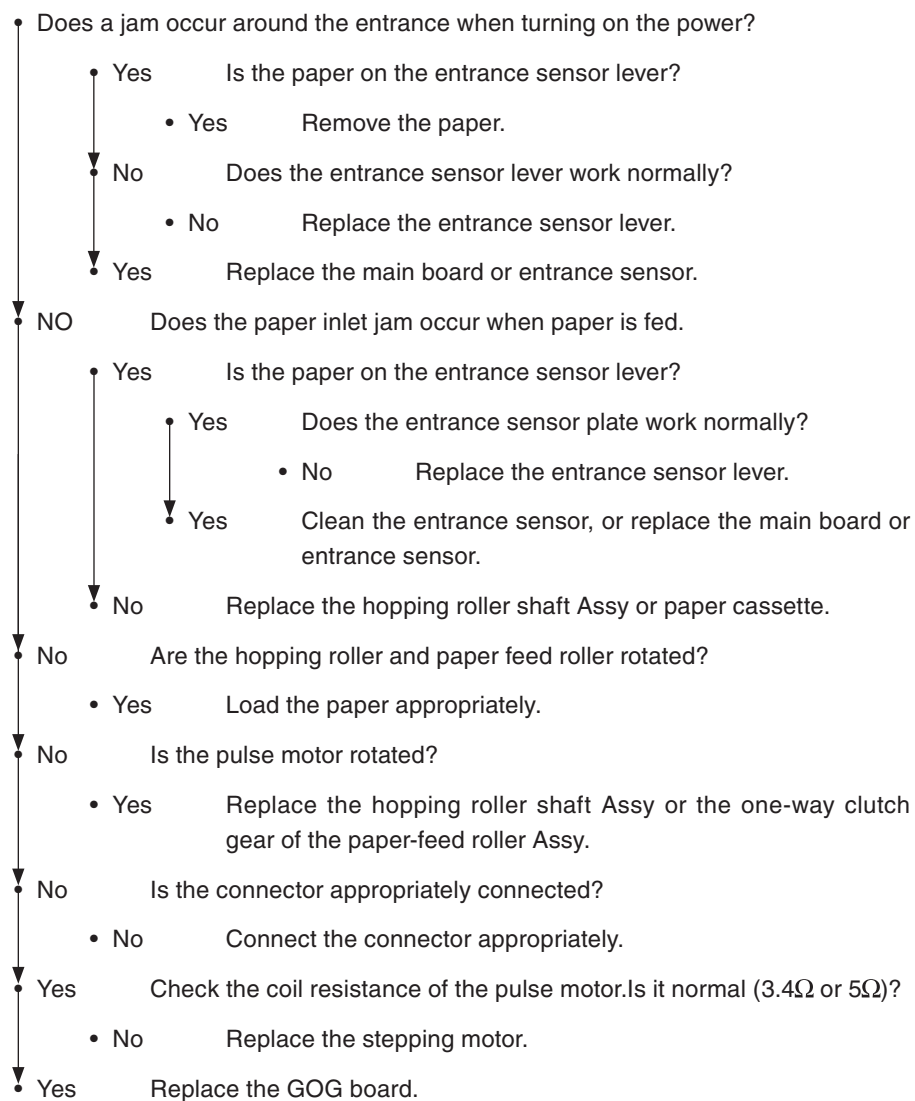 • Does a jam occur around the entrance when turning on the power?
• Yes Is the paper on the entrance sensor lever?
• Yes Remove the paper.
• No Does the entrance sensor lever work normally?
• No Replace the entrance sensor lever.
• Yes Replace the main board or entrance sensor.
• NO Does the paper inlet jam occur when paper is fed.
• Yes Is the paper on the entrance sensor lever?
• Yes Does the entrance sensor plate work normally?
• No Replace the entrance sensor lever.
• Yes Clean the entrance sensor, or replace the main board or
entrance sensor.
• No Replace the hopping roller shaft Assy or paper cassette.
• No Are the hopping roller and paper feed roller rotated?
• Yes Load the paper appropriately.
• No Is the pulse motor rotated?
• Yes Replace the hopping roller shaft Assy or the one-way clutch
gear of the paper-feed roller Assy.
• No Is the connector appropriately connected?
• No Connect the connector appropriately.
• Yes Check the coil resistance of the pulse motor.Is it normal (3.4Ω or 5Ω)?
• No Replace the stepping motor.
• Yes Replace the GOG board.